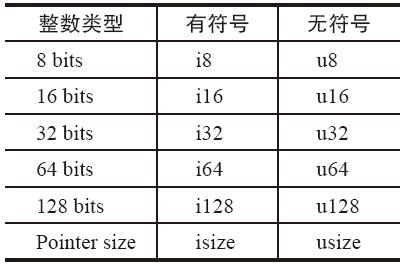 整数类型 有符号 无符号
8 bits i8 u8
16 bits i16 u16
32 bits i32 u32
64 bits i64 u64
128 bits i128 u128
Pointer size isize usize